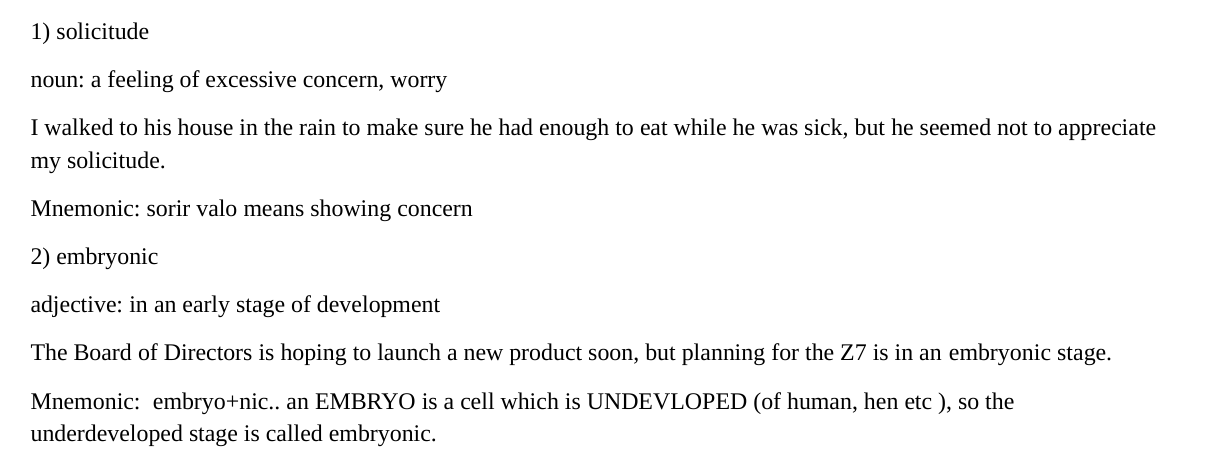 1) solicitude
noun: a feeling of excessive concern, worry
I walked to his house in the rain to make sure he had enough to eat while he was sick, but he seemed not to appreciate
my solicitude.
Mnemonic: sorir valo means showing concern
2) embryonic
adjective: in an early stage of development
The Board of Directors is hoping to launch a new product soon, but planning for the Z7 is in an embryonic stage.
Mnemonic:  embryo+nic.. an EMBRYO is a cell which is UNDEVLOPED (of human, hen etc ), so the
underdeveloped stage is called embryonic.